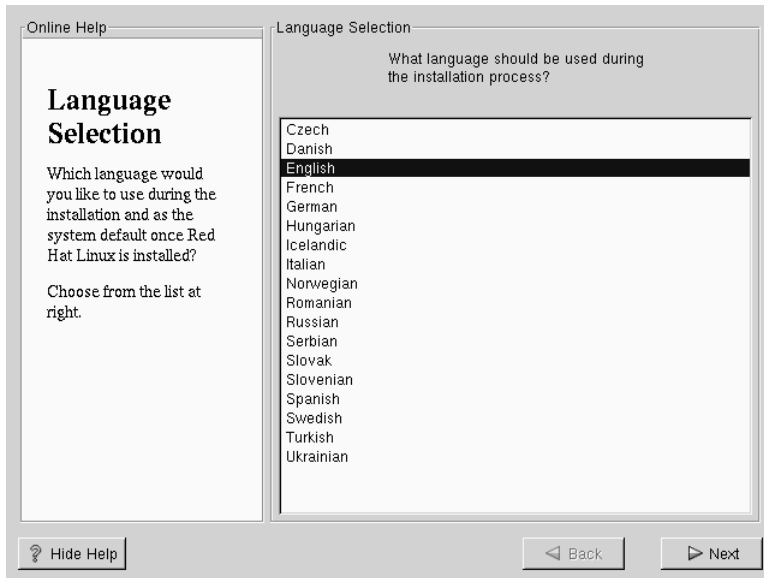 Online Help
Language
Selection
Which language would
you like to use during the
installation and as the
system default once Red
Hat Linux is installed?
Choose from the list at
right.
Language Selection
What language should be used during
the installation process?
Czech
Danish
English
French
German
Hungarian
Icelandic
Italian
Norwegian
Romanian
Russian
Serbian
Slovak
Slovenian
Spanish
Swedish
Turkish
Ukrainian
Hide Help
Back
Next